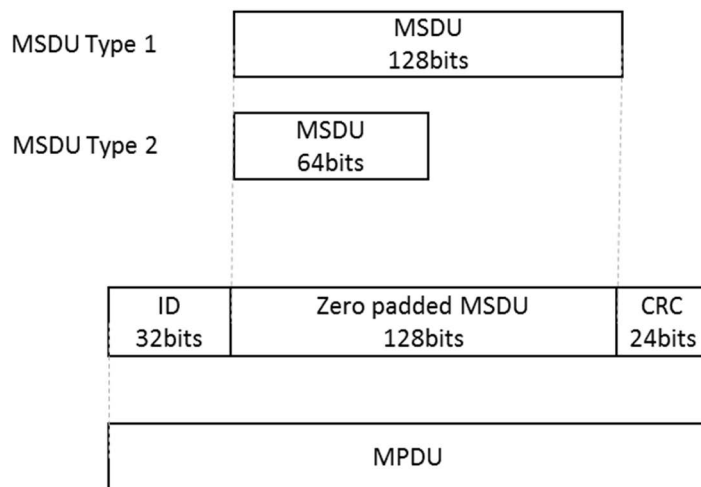 MSDU Type 1
MSDU
128bits
MSDU Type 2
MSDU
64bits
ID
32bits
Zero padded MSDU
128bits
CRC
24bits
MPDU